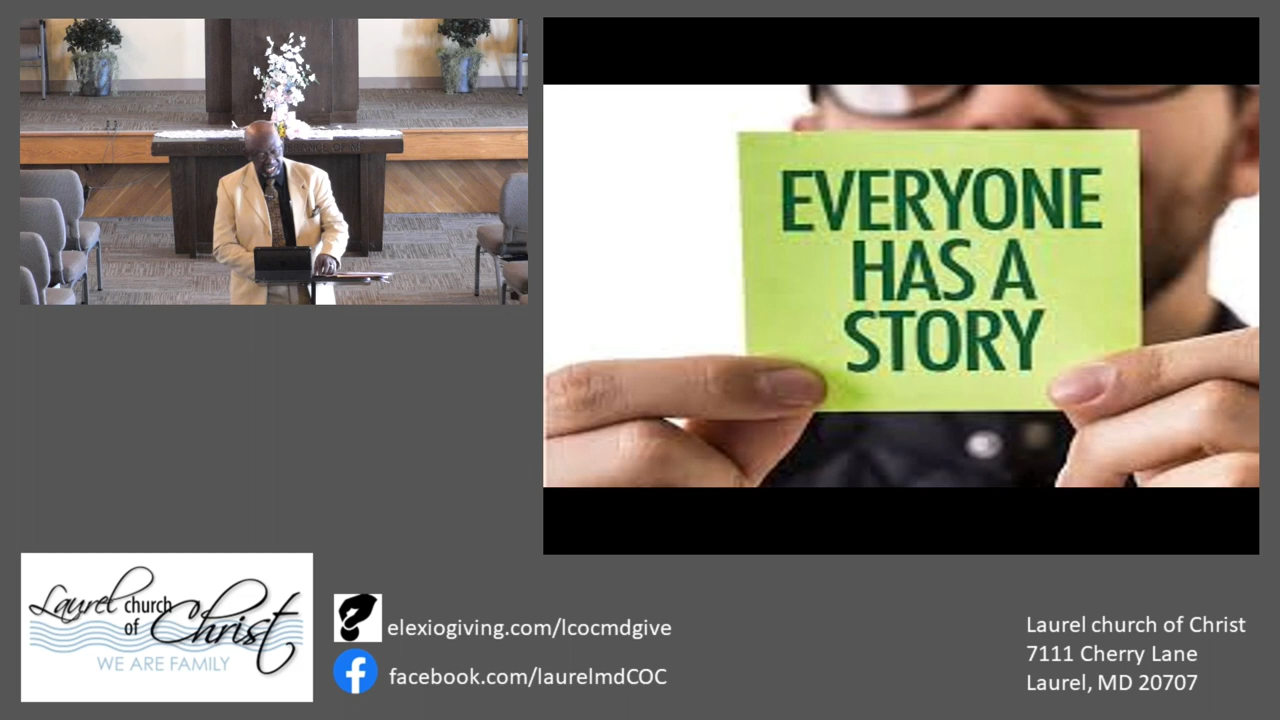 EVERYONE
HAS A
STORY
Laurel church
of Christ
WE ARE FAMILY
elexiogiving.com/lcocmdgive
facebook.com/laurelmdCOC
Laurel church of Christ
7111 Cherry Lane
Laurel, MD 20707